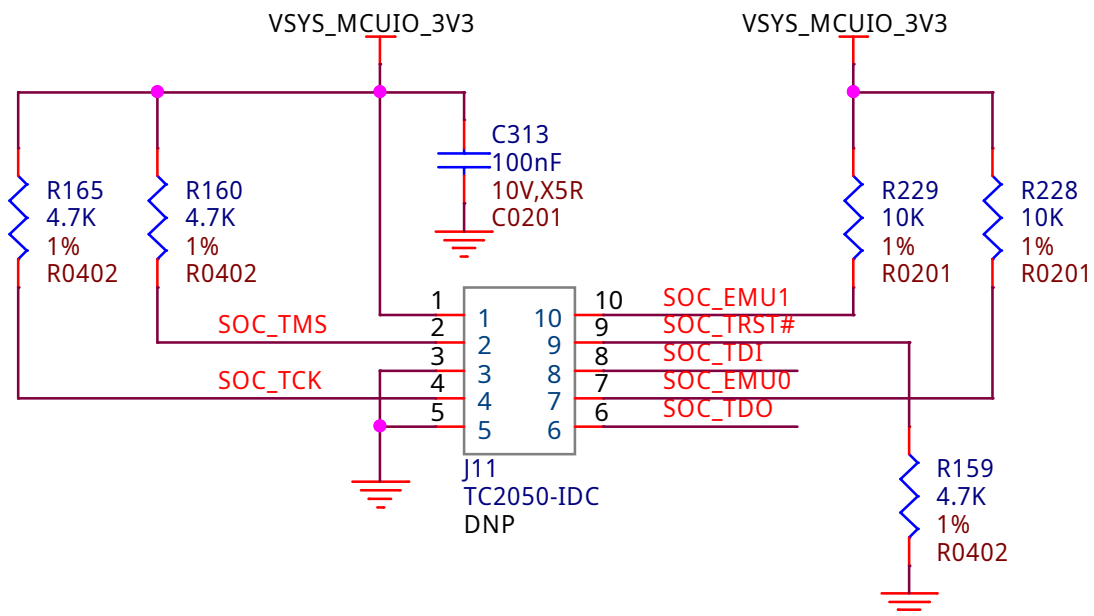 VSYS_MCUIO_3V3
VSYS_MCUIO_3V3
C313
100nF
10V,X5R
C0201
R165
4.7K
1%
R0402
R160
4.7K
1%
R0402
R229
10K
1%
R0201
R228
10K
1%
R0201
1 1 10 10 SOC_EMU1
SOC_TMS 2 2 9 9 SOC_TRST#
3 3 8 8 SOC_TDI
SOC_TCK 4 4 7 7 SOC_EMU0
5 5 6 6 SOC_TDO
J11
TC2050-IDC
DNP
R159
4.7K
1%
R0402